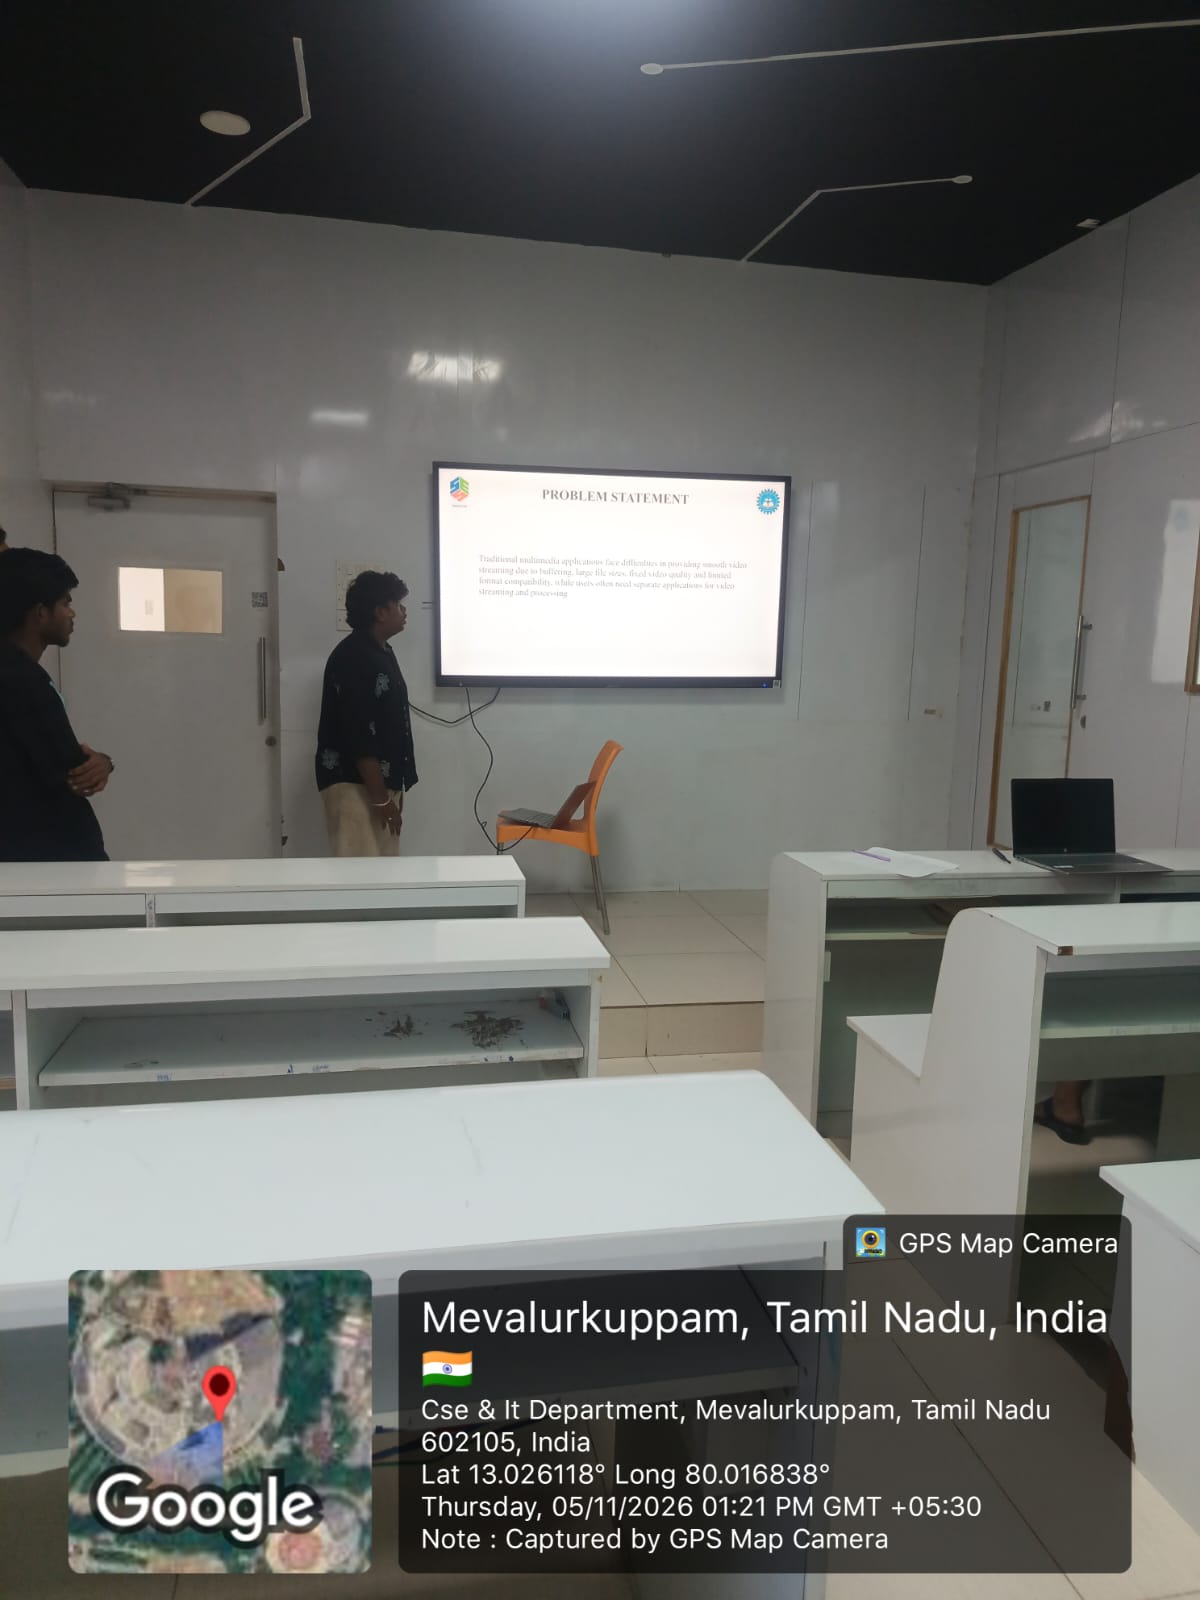 PROBLEM STATEMENT
Traditional multimedia applications face difficulties in providing smooth video
streaming due to buffering, large file sizes, fixed video quality and limited
format compatibility, while users often need separate applications for video
streaming and processing.
GPS Map Camera
Mevalurkuppam, Tamil Nadu, India
Cse & It Department, Mevalurkuppam, Tamil Nadu
602105, India
Lat 13.026118° Long 80.016838°
Thursday, 05/11/2026 01:21 PM GMT +05:30
Note : Captured by GPS Map Camera
Google